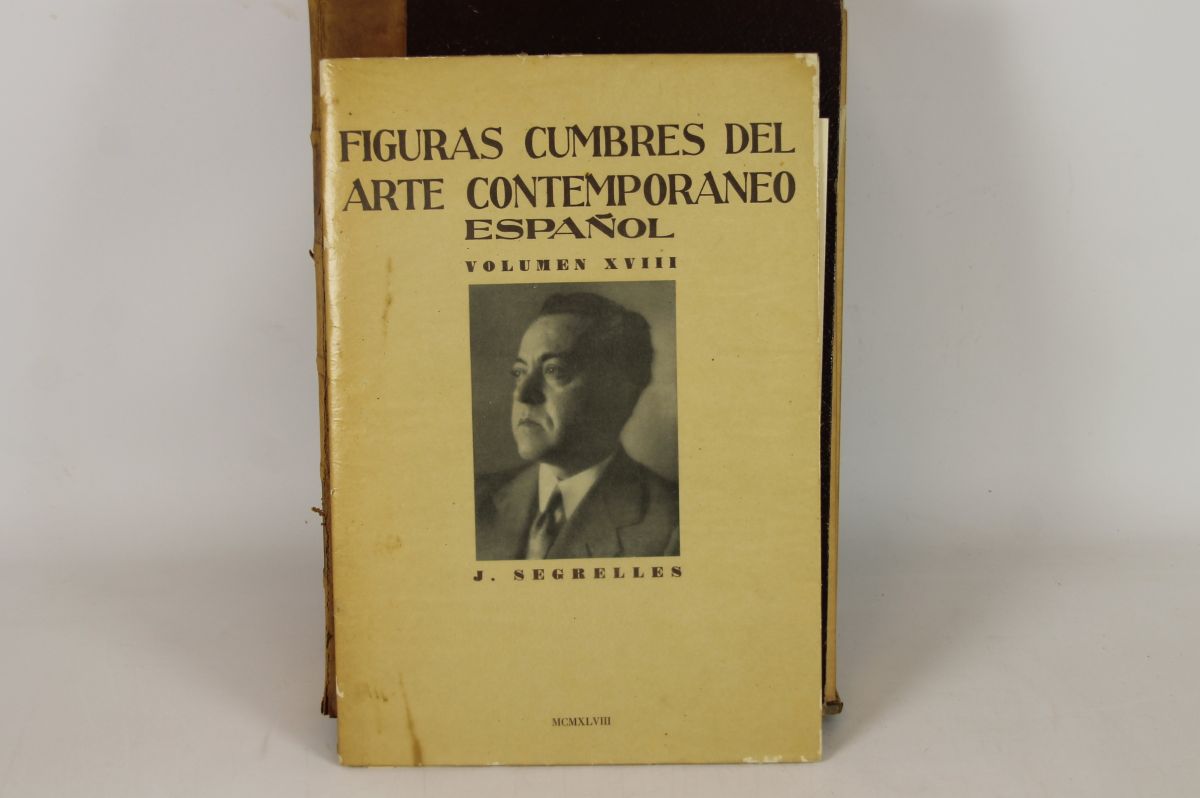 FIGURAS CUMBRES DEL
ARTE CONTEMPORANEO
ESPAÑOL
VOLUMEN XVIII
J. SEGRELLES
MCMXLVIII